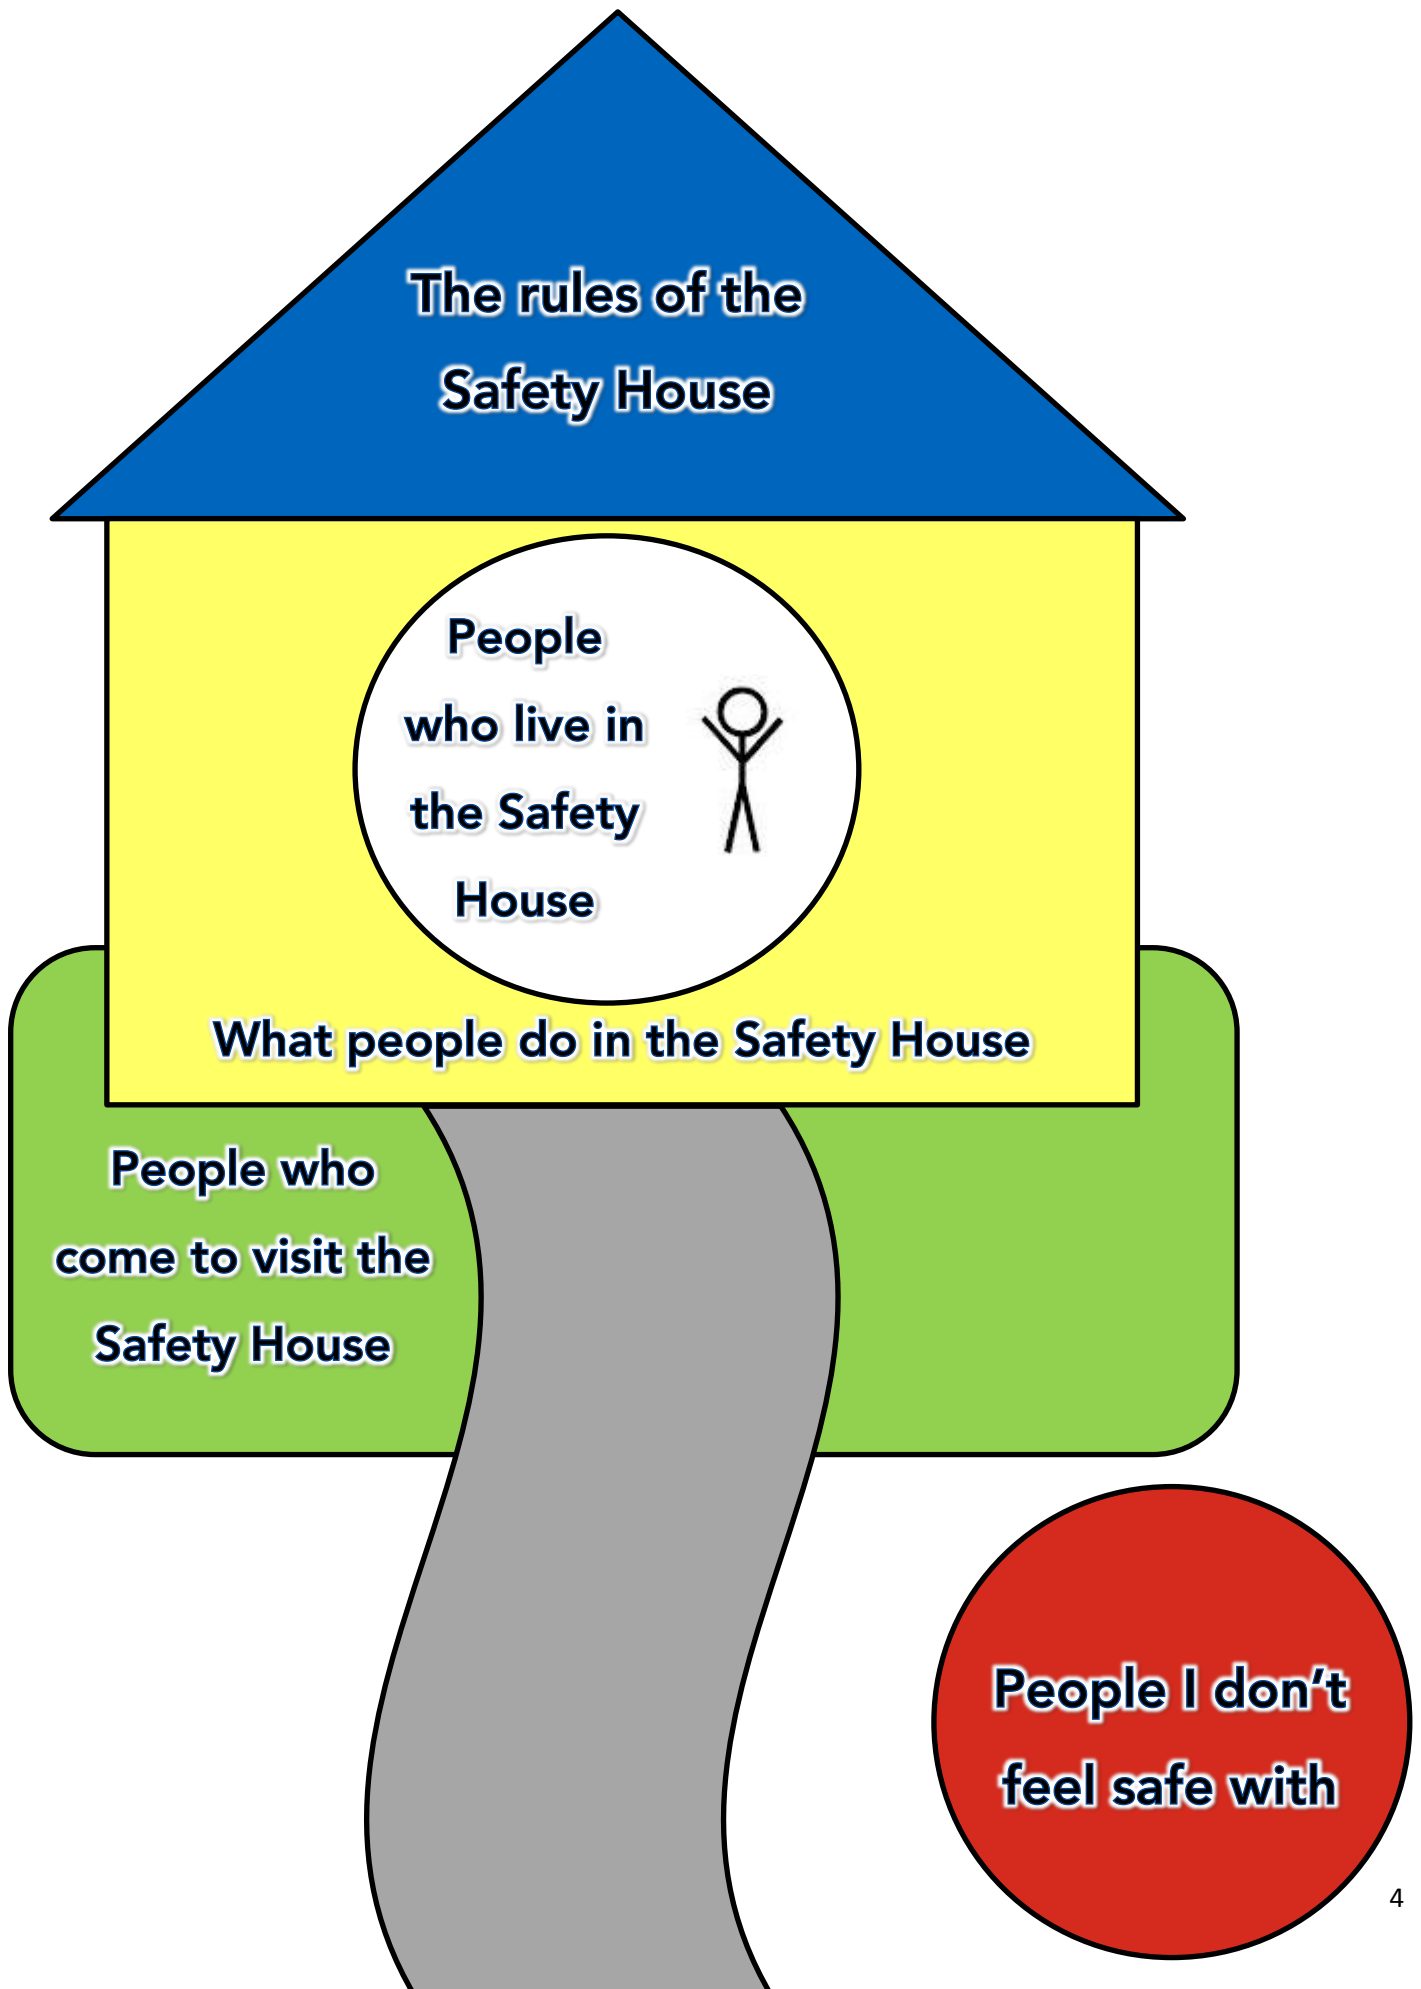 The rules of the
Safety House
People
who live in
the Safety
House
What people do in the Safety House
People who
come to visit the
Safety House
People I don’t
feel safe with
4